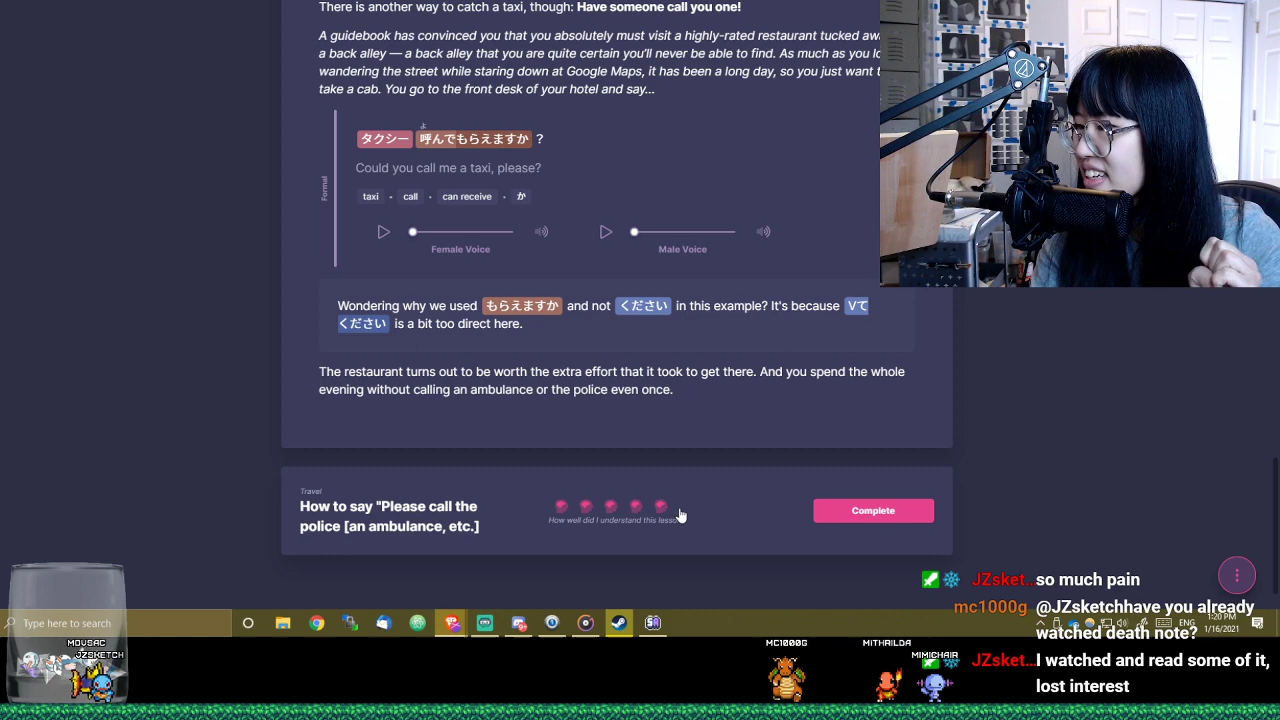 There is another way to catch a taxi, though: Have someone call you one!
A guidebook has convinced you that you absolutely must visit a highly-rated restaurant tucked
a back alley — a back alley that you are quite certain you'll never be able to find. As much as you
wandering the street while staring down at Google Maps, it has been a long day, so you just want
take a cab. You go to the front desk of your hotel and say...
よ
タクシー 呼んでもらえますか ?
Could you call me a taxi, please?
Formal
taxi • call • can receive • か
Female Voice
Male Voice
Wondering why we used もらえますか and not ください in this example? It's because Vて
ください is a bit too direct here.
The restaurant turns out to be worth the extra effort that it took to get there. And you spend the whole
evening without calling an ambulance or the police even once.
Travel
How to say "Please call the
police [an ambulance, etc.]
How well did I understand this
Complete
JZsket... so much pain
mc1000g @JZsketchhave you already
watched death note?
JZsket... I watched and read some of it,
lost interest
Type here to search
ENG
1:20 PM
1/16/2021
MOUSAC
JZSKETCH
MC1000G
MITHRILDA
MIMICHAIR